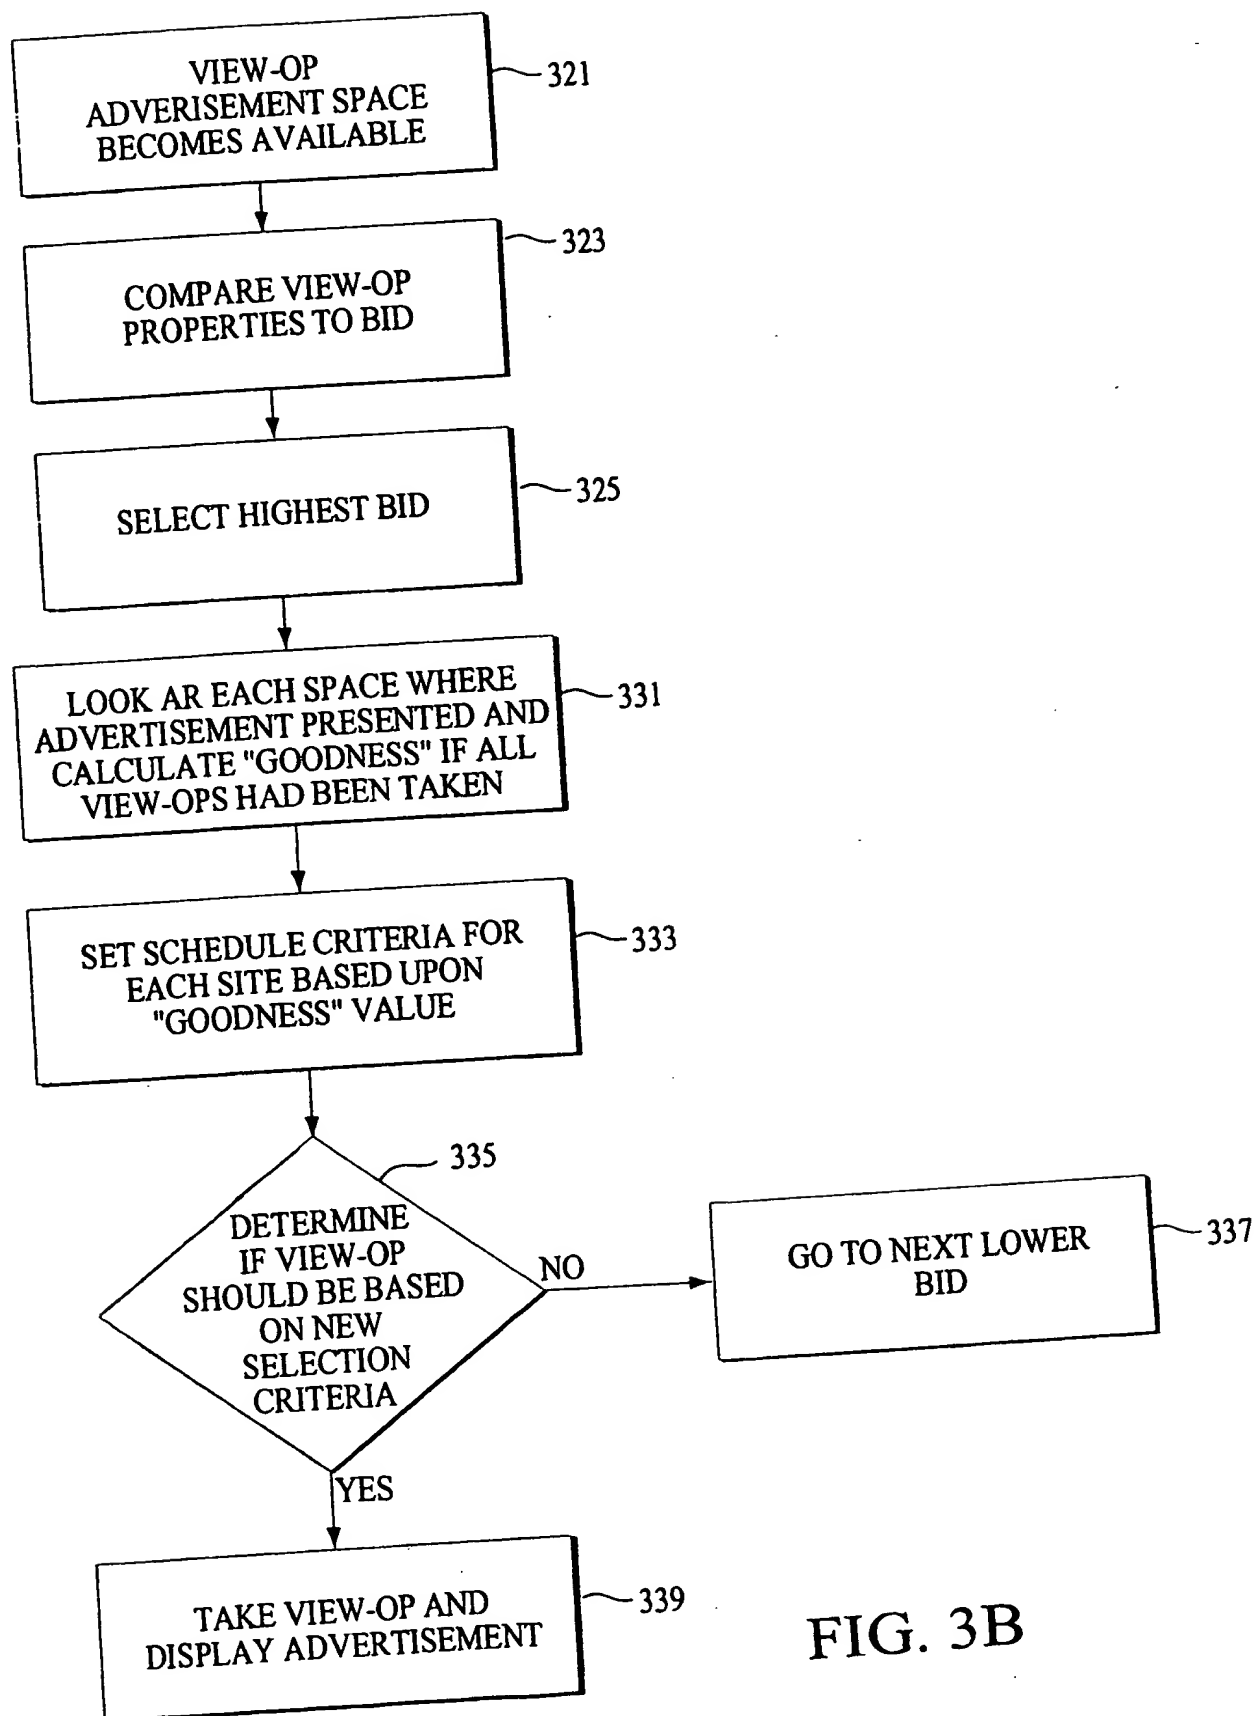 VIEW-OP
ADVERISEMENT SPACE
BECOMES AVAILABLE
321
COMPARE VIEW-OP
PROPERTIES TO BID
323
SELECT HIGHEST BID
325
LOOK AR EACH SPACE WHERE
ADVERTISEMENT PRESENTED AND
CALCULATE "GOODNESS" IF ALL
VIEW-OPS HAD BEEN TAKEN
331
SET SCHEDULE CRITERIA FOR
EACH SITE BASED UPON
"GOODNESS" VALUE
333
335
DETERMINE
IF VIEW-OP
SHOULD BE BASED
ON NEW
SELECTION
CRITERIA
NO
GO TO NEXT LOWER
BID
337
YES
TAKE VIEW-OP AND
DISPLAY ADVERTISEMENT
339
FIG. 3B